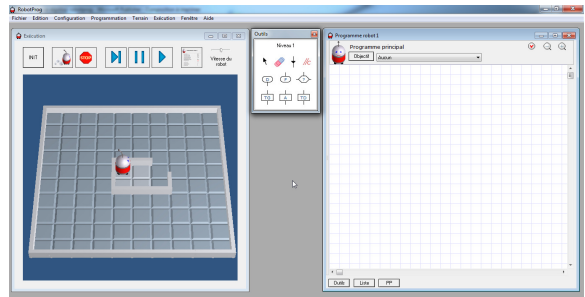 RobotProg
Fichier Edition Configuration Programmation Terrain Exécution Fenêtre Aide
Exécution
INIT
STOP
Vitesse du
robot
Outils
Niveau 1
Programme robot 1
Programme principal
Objectif
Aucun
Outils
Liste
PP